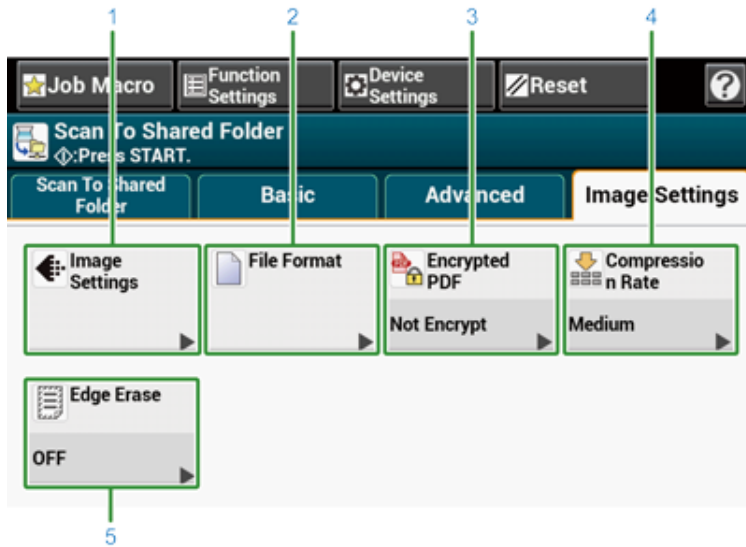 1 2 3 4
Job Macro
Function
Settings
Device
Settings
Reset
?
Scan To Shared Folder
:Press START.
Scan To Shared
Folder
Basic
Advanced
Image Settings
Image
Settings
File Format
Encrypted
PDF
Not Encrypt
Compressio
n Rate
Medium
Edge Erase
OFF
5